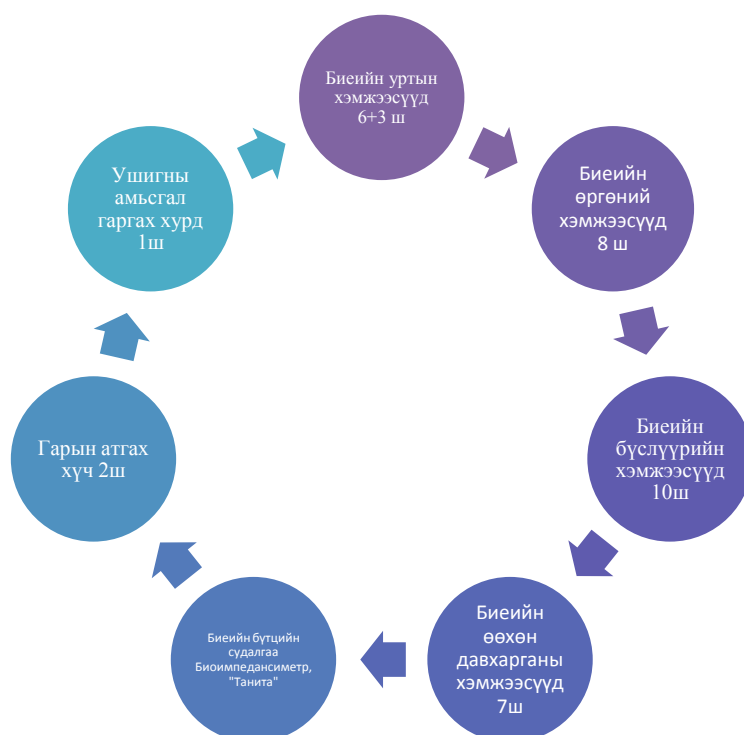 Биеийн уртын
хэмжээсүүд
6+3 ш
Биеийн
өргөний
хэмжээсүүд
8 ш
Биеийн
бүслүүрийн
хэмжээсүүд
10ш
Биеийн
өөхөн
давхарганы
хэмжээсүүд
7ш
Биеийн бүтцийн
судалгаа
Биоимпедансиметр,
"Танита"
Гарын атгах
хүч 2ш
Ушигны
амьсгал
гаргах хурд
1ш